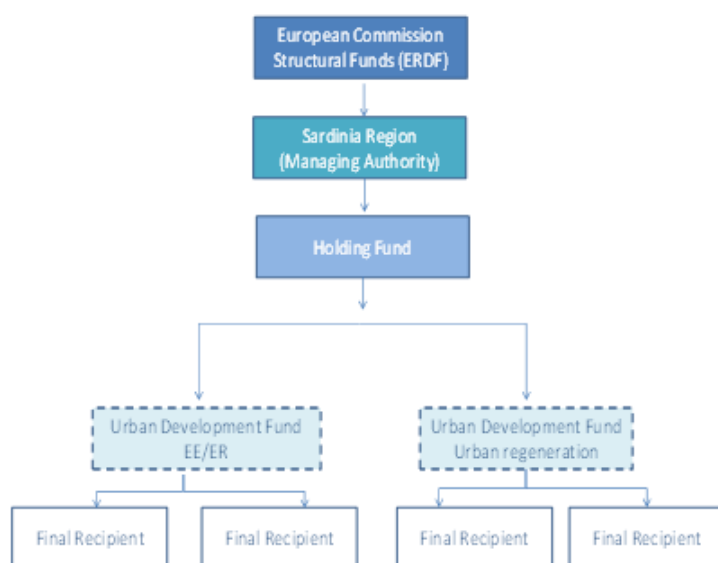 European Commission
Structural Funds (ERDF)
Sardinia Region
(Managing Authority)
Holding Fund
Urban Development Fund
EE/ER
Urban Development Fund
Urban regeneration
Final Recipient
Final Recipient
Final Recipient
Final Recipient